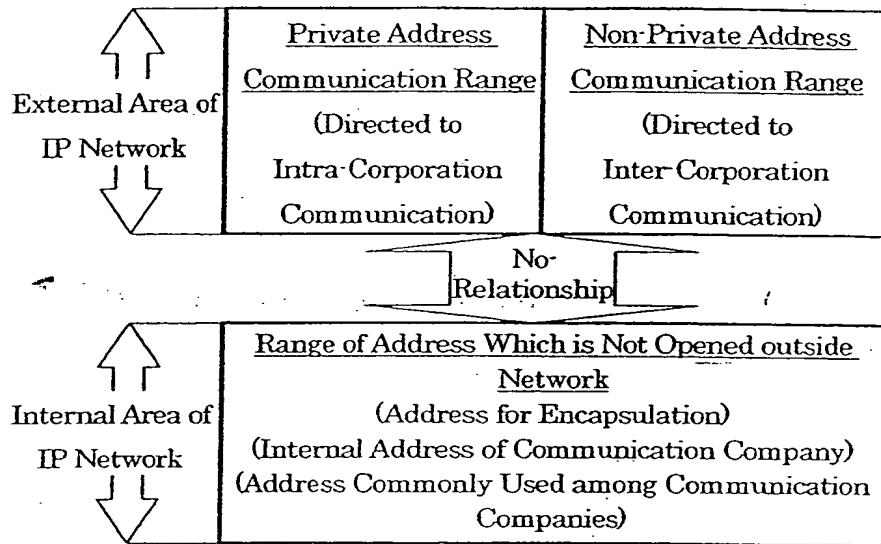 External Area of
IP Network
Private Address
Communication Range
(Directed to
Intra-Corporation
Communication)
Non-Private Address
Communication Range
(Directed to
Inter-Corporation
Communication)
No-
Relationship
Internal Area of
IP Network
Range of Address Which is Not Opened outside
Network
(Address for Encapsulation)
(Internal Address of Communication Company)
(Address Commonly Used among Communication
Companies)